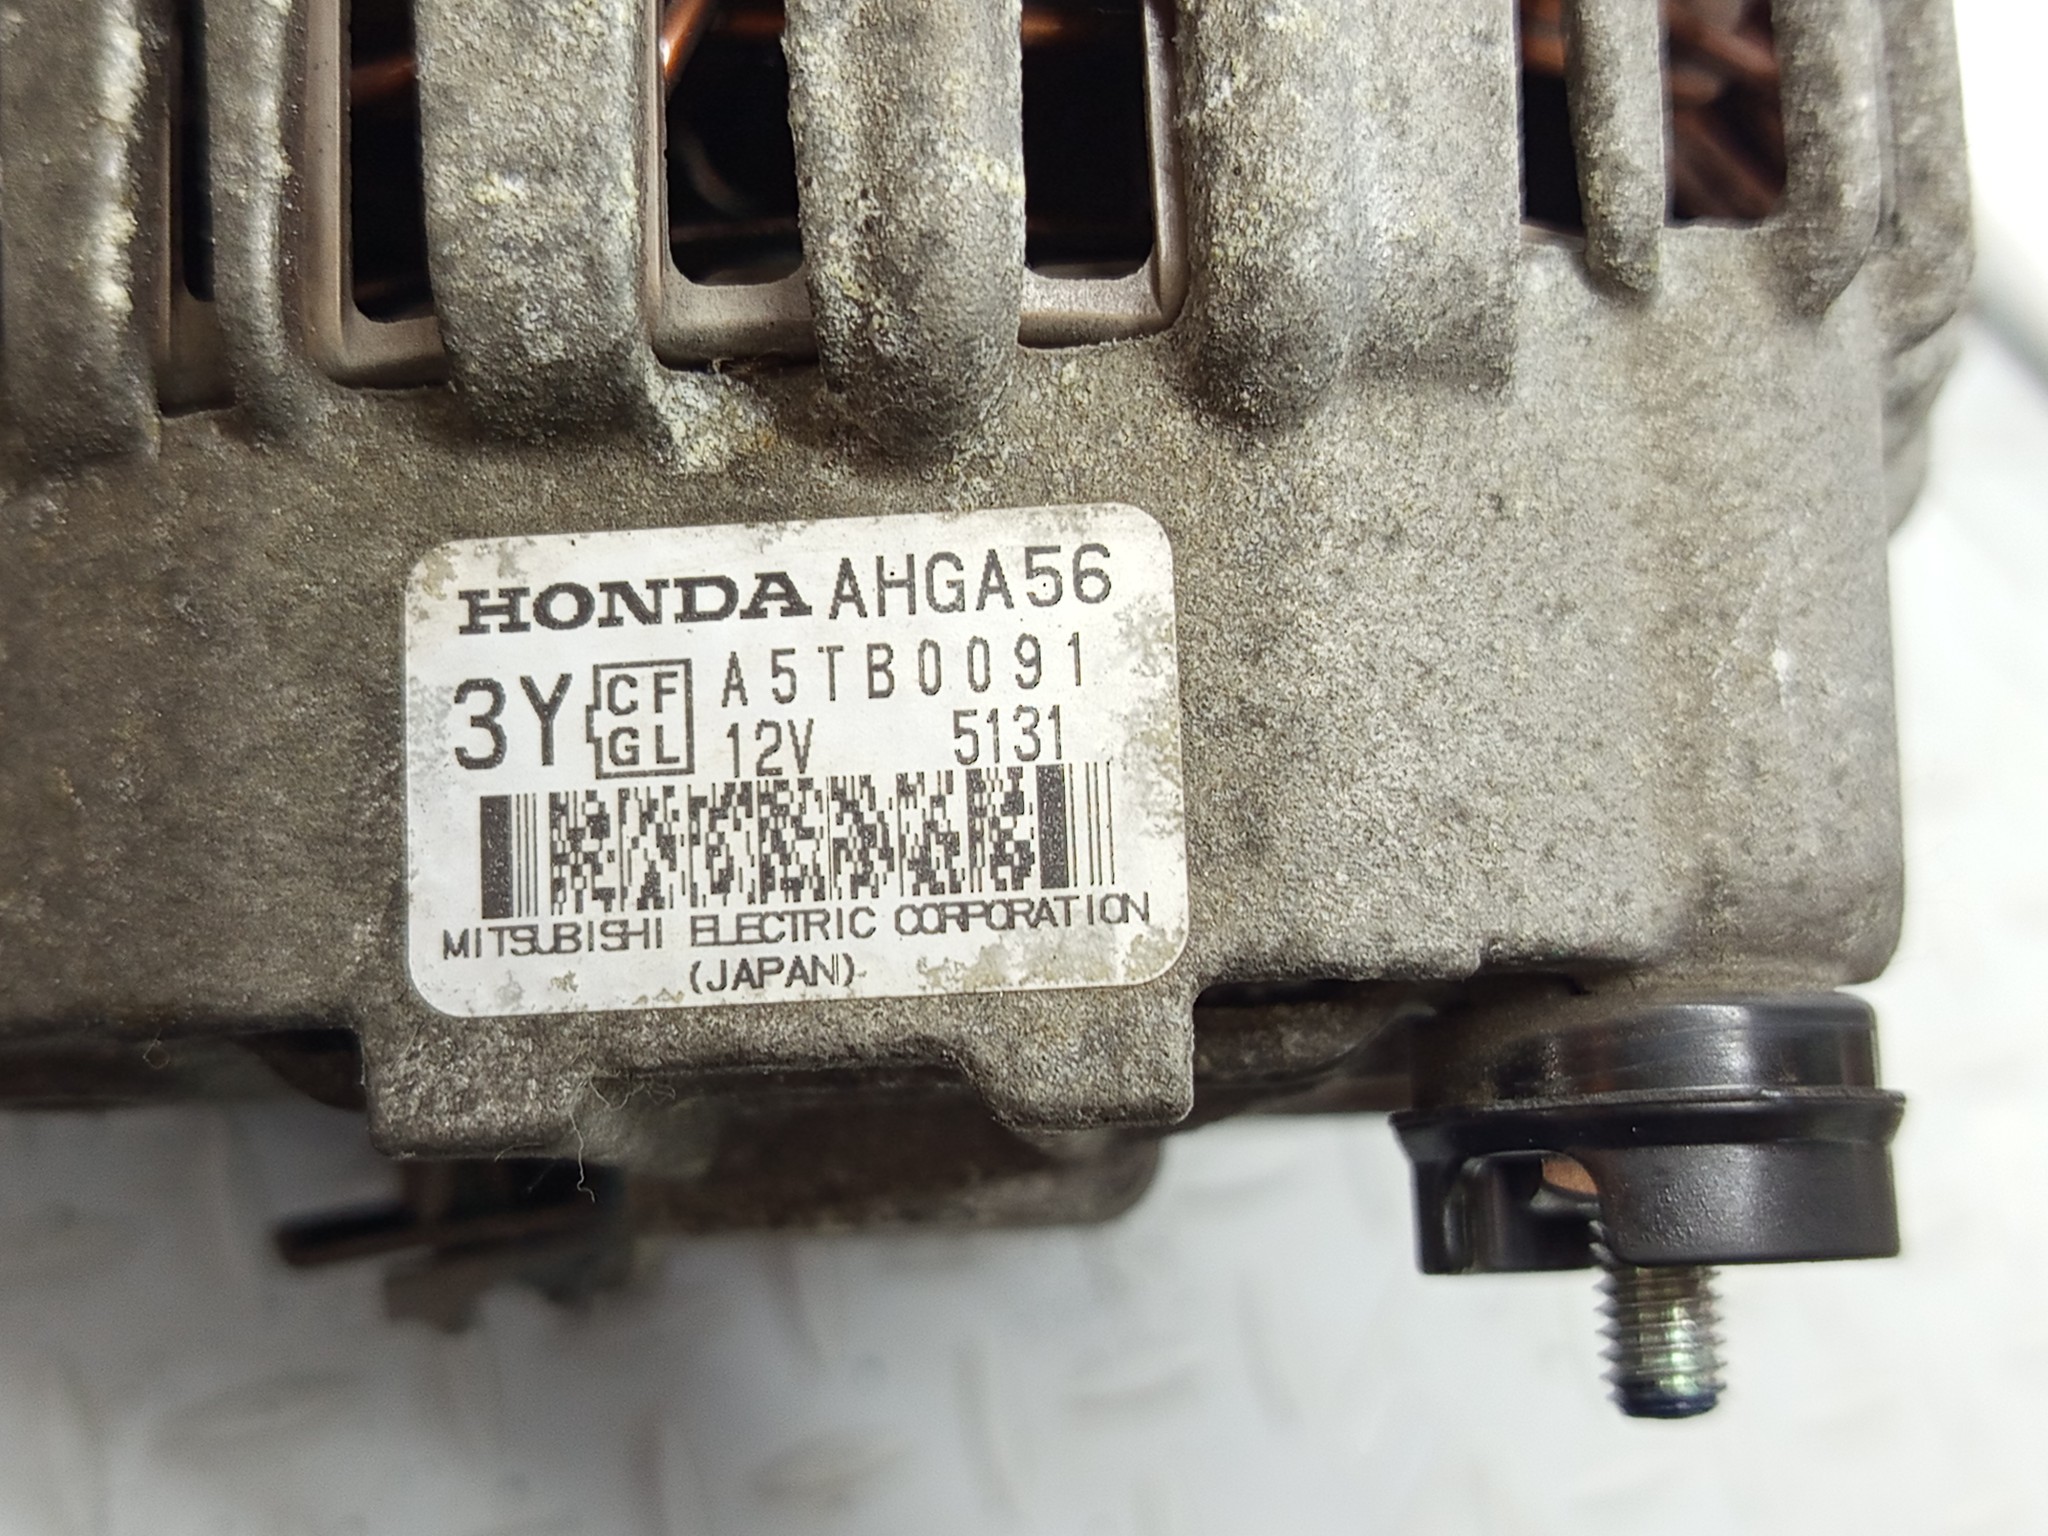 HONDA AHGA56
3Y CF GL A5TB0091
12V 5131
MITSUBISHI ELECTRIC CORPORATION
(JAPAN)